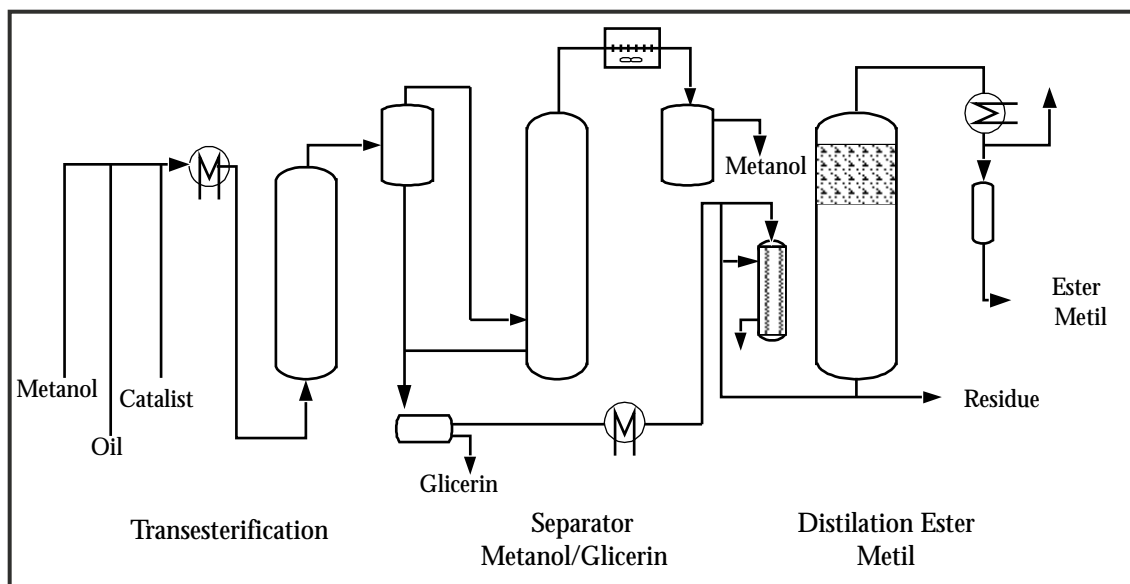 Metanol
Ester
Metil
Metanol
Catalist
Residue
Oil
Glicerin
Transesterification
Separator
Metanol/Glicerin
Distilation Ester
Metil